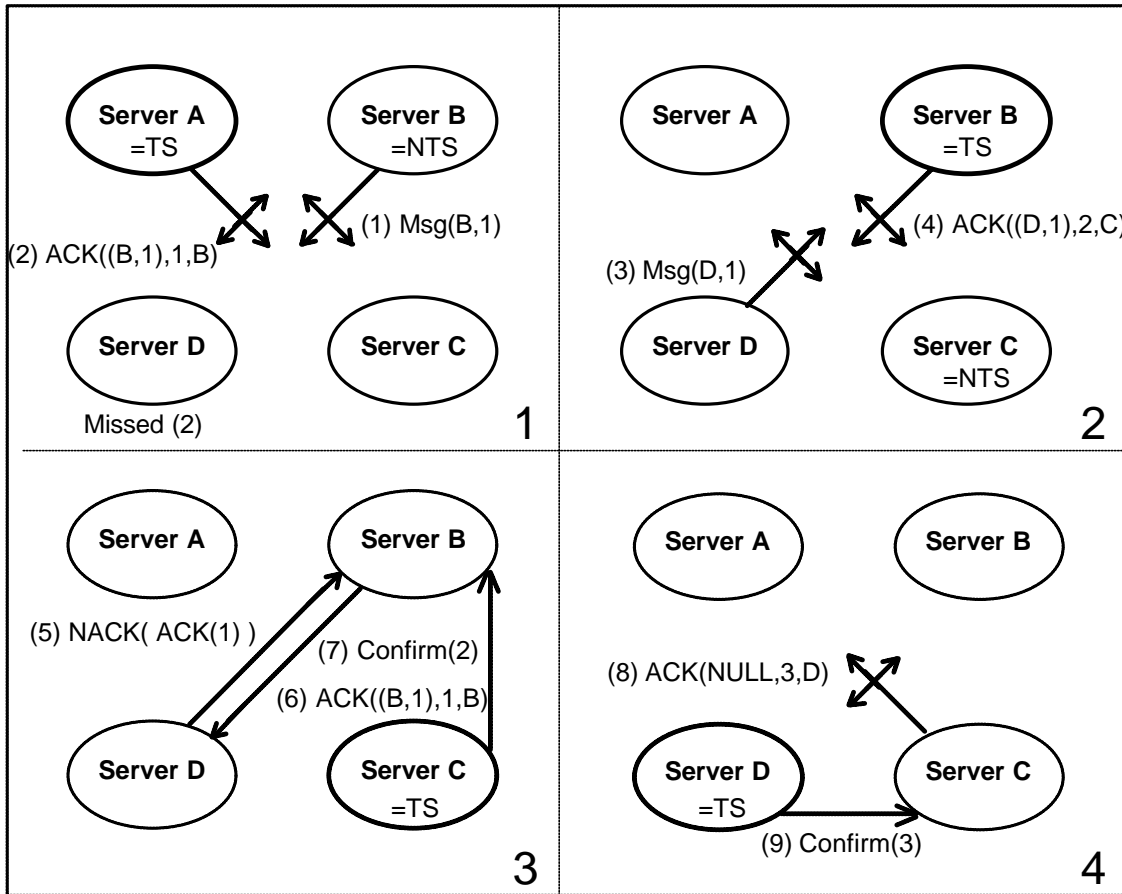 Server A
=TS
Server B
=NTS
(1) Msg(B,1)
(2) ACK((B,1),1,B)
Server D
Server C
Missed (2)
1
Server A
Server B
=TS
(4) ACK((D,1),2,C)
(3) Msg(D,1)
Server D
Server C
=NTS
2
Server A
Server B
(5) NACK( ACK(1) )
(7) Confirm(2)
(6) ACK((B,1),1,B)
Server D
Server C
=TS
3
Server A
Server B
(8) ACK(NULL,3,D)
Server D
=TS
Server C
(9) Confirm(3)
4